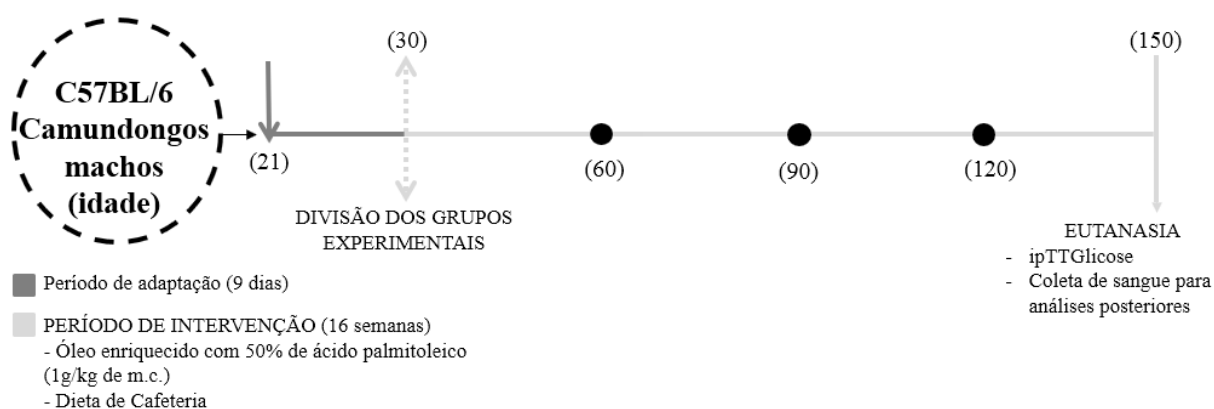 C57BL/6
Camundongos
machos
(idade)
(21)
(30)
(60)
(90)
(120)
(150)
DIVISÃO DOS GRUPOS
EXPERIMENTAIS
EUTANASIA
- ipTTGlicose
- Coleta de sangue para
análises posteriores
Período de adaptação (9 dias)
PERÍODO DE INTERVENÇÃO (16 semanas)
- Óleo enriquecido com 50% de ácido palmitoleico
(1g/kg de m.c.)
- Dieta de Cafeteria